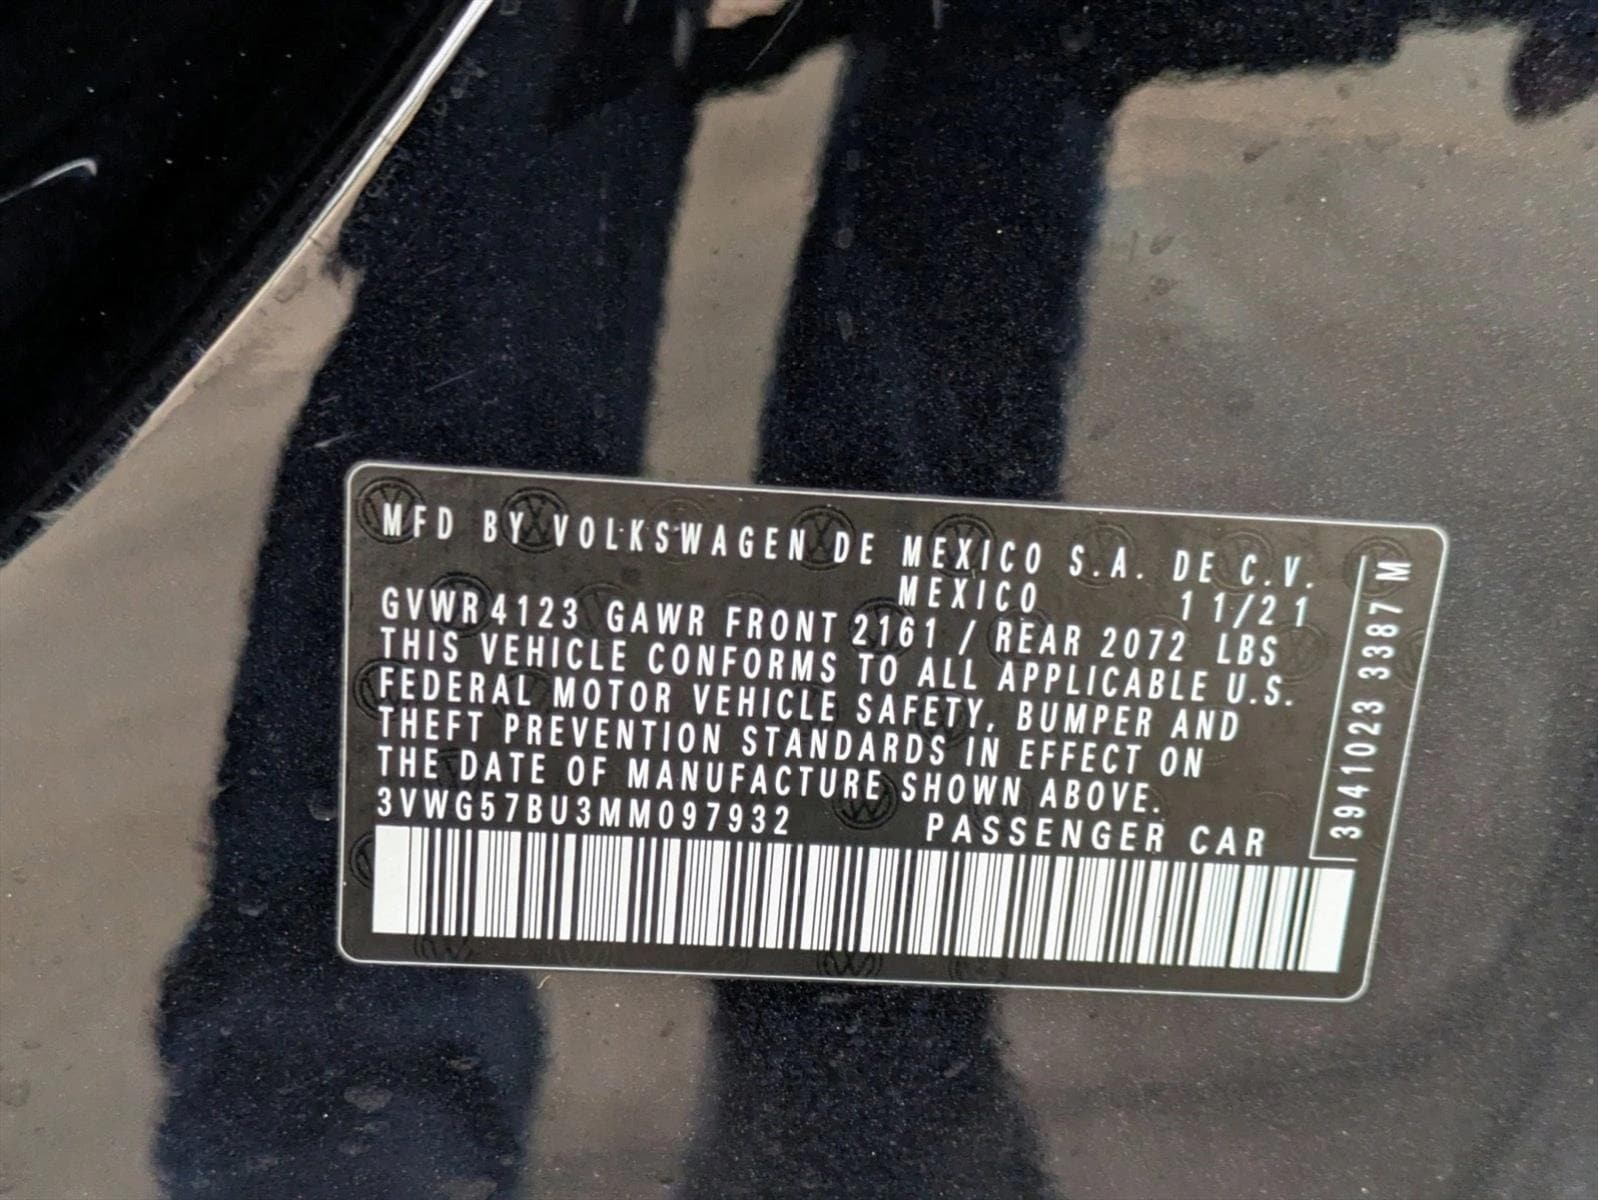 MFD BY VOLKSWAGEN DE MEXICO S.A. DE C.V.
MEXICO 11/21
GVWR 4123 GAWR FRONT 2161 / REAR 2072 LBS
THIS VEHICLE CONFORMS TO ALL APPLICABLE U.S.
FEDERAL MOTOR VEHICLE SAFETY, BUMPER AND
THEFT PREVENTION STANDARDS IN EFFECT ON
THE DATE OF MANUFACTURE SHOWN ABOVE.
3VWG57BU3MM097932 PASSENGER CAR
3941023 3387 M